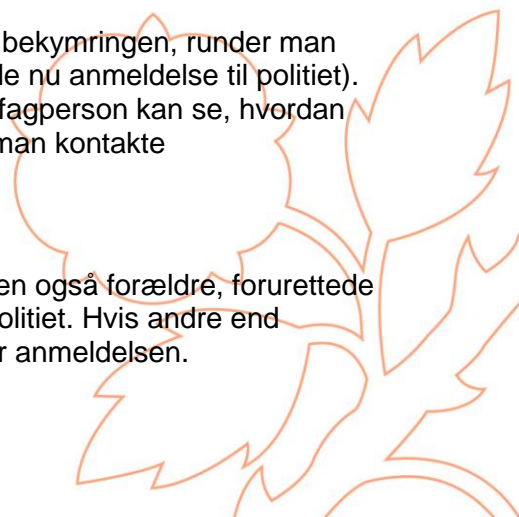 bekymringen, runder man
le nu anmeldelse til politiet).
fagperson kan se, hvordan
man kontakte
en også forældre, forurettede
olitiet. Hvis andre end
r anmeldelsen.